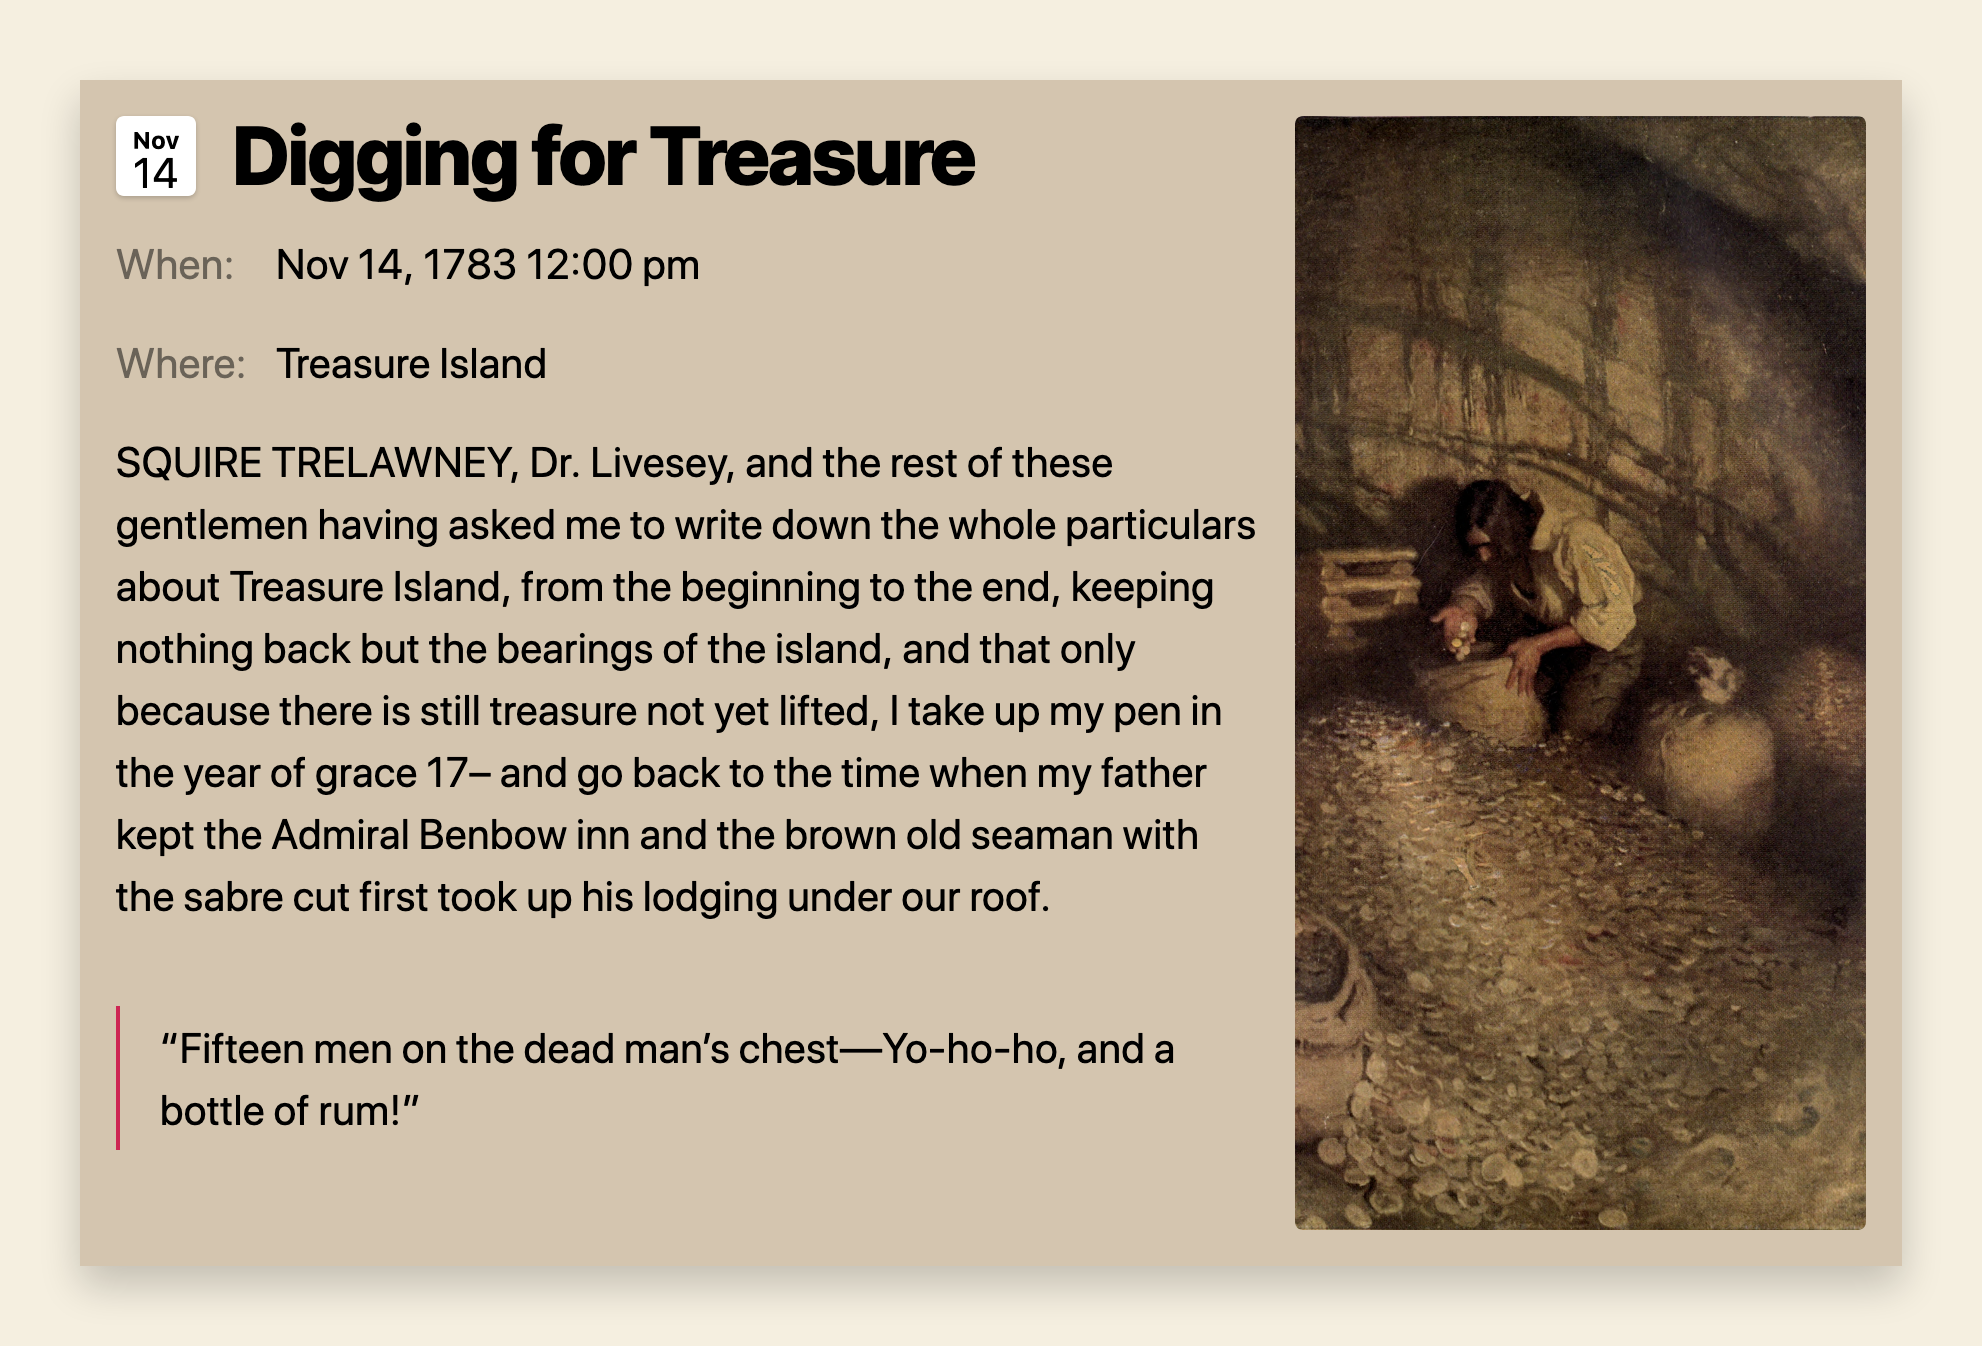 Nov
14
Digging for Treasure
When: Nov 14, 1783 12:00 pm
Where: Treasure Island
SQUIRE TRELAWNEY, Dr. Livesey, and the rest of these
gentlemen having asked me to write down the whole particulars
about Treasure Island, from the beginning to the end, keeping
nothing back but the bearings of the island, and that only
because there is still treasure not yet lifted, I take up my pen in
the year of grace 17– and go back to the time when my father
kept the Admiral Benbow inn and the brown old seaman with
the sabre cut first took up his lodging under our roof.
“Fifteen men on the dead man’s chest—Yo-ho-ho, and a
bottle of rum!”